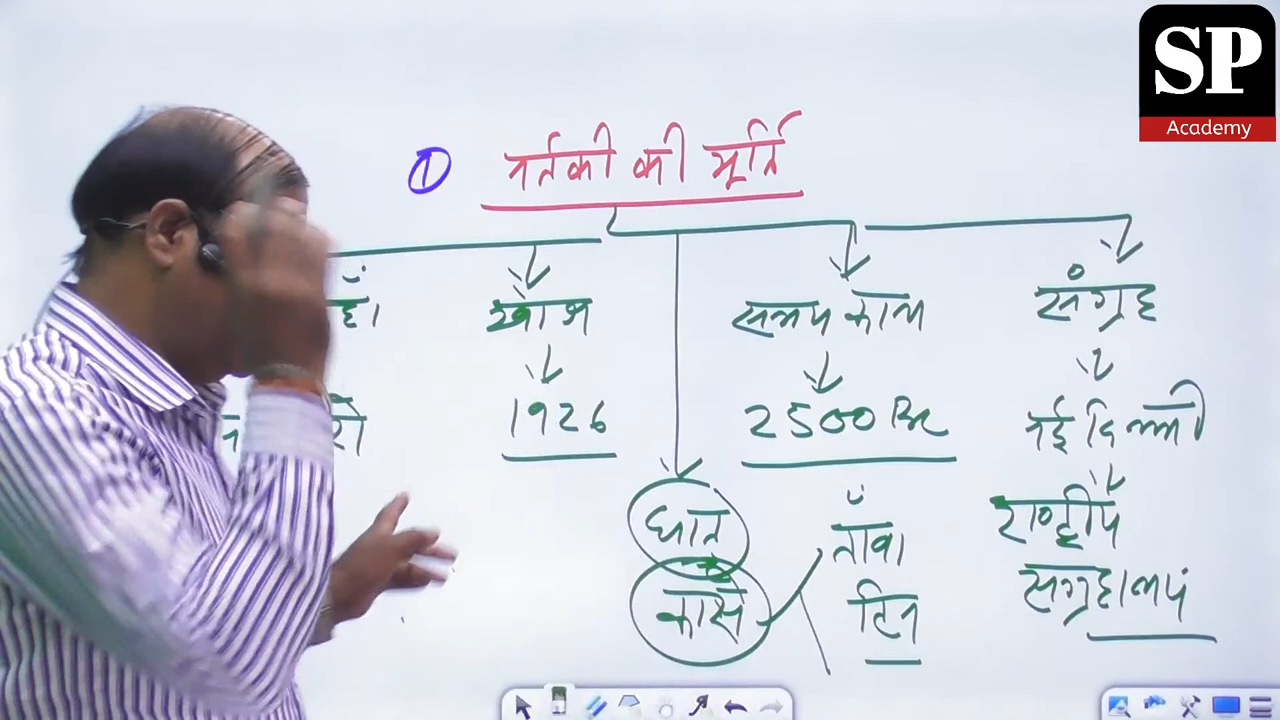 SP
Academy
① नर्तकी की मूर्ति
खोज
समय काल
संग्रह
1926
2500 BC
नई दिल्ली
धातु
तांबा
राष्ट्रीय
कांसे
टिन
संग्रहालय